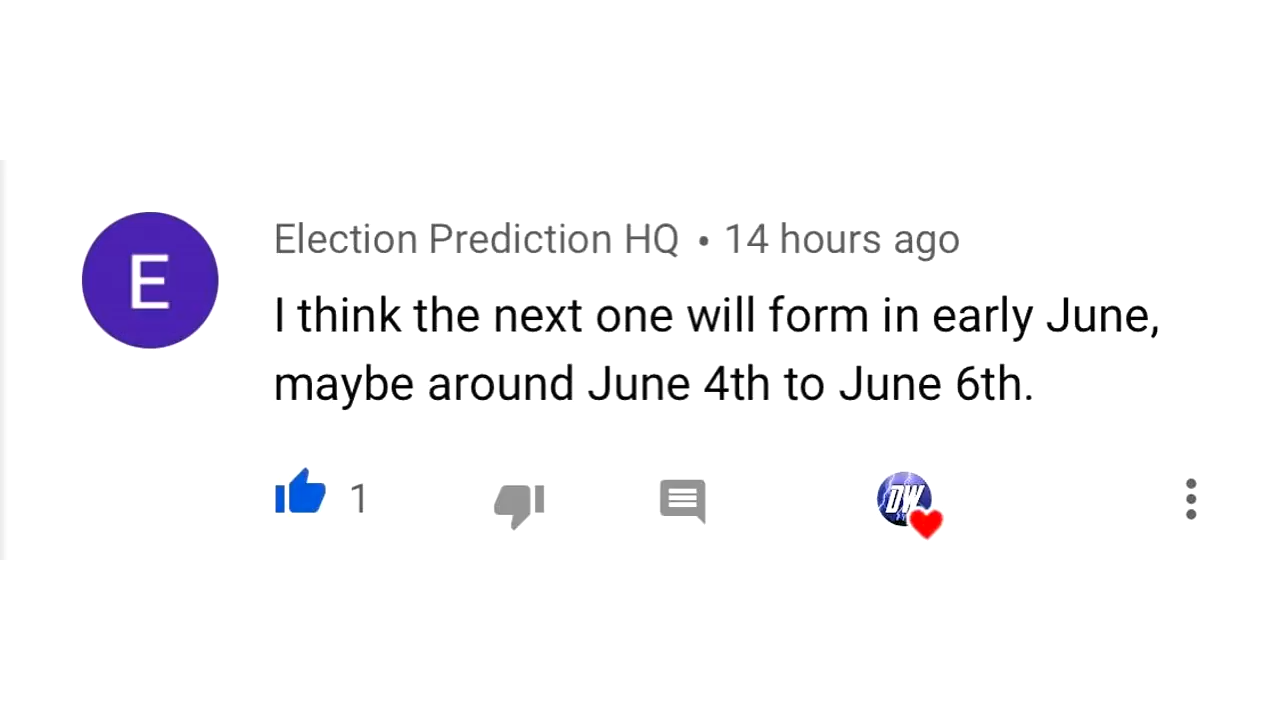 E
Election Prediction HQ • 14 hours ago
I think the next one will form in early June,
maybe around June 4th to June 6th.
1
DW